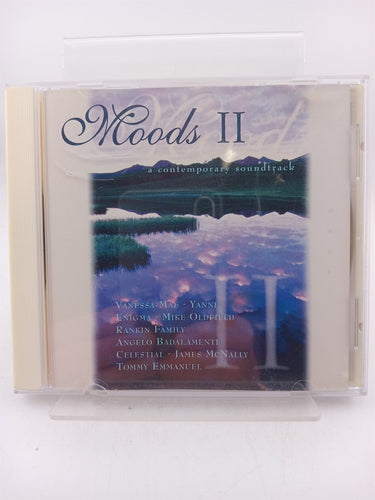 Moods II
a contemporary soundtrack
II
Vanessa-Mae · Yanni
Enigma · Mike Oldfield
Rankin Family
Angelo Badalamenti
Celestial · James McNally
Tommy Emmanuel